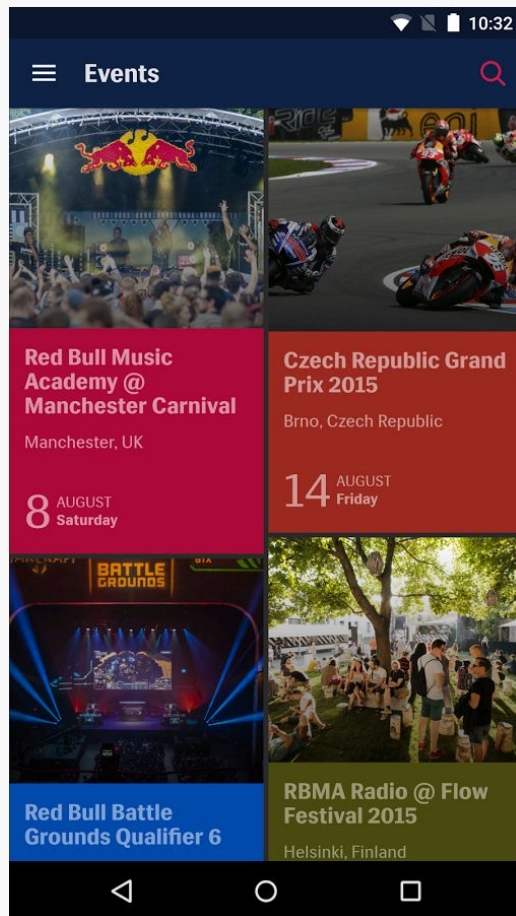 10:32
Events
Red Bull Music
Academy @
Manchester Carnival
Manchester, UK
8 AUGUST
Saturday
Czech Republic Grand
Prix 2015
Brno, Czech Republic
14 AUGUST
Friday
BATTLE
GROUNDS
Red Bull Battle
Grounds Qualifier 6
RBMA Radio @ Flow
Festival 2015
Helsinki, Finland